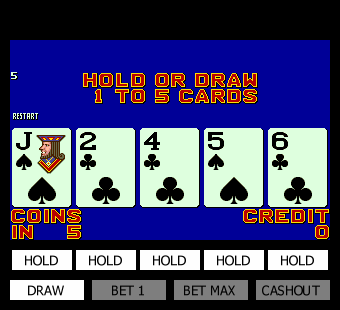 5
HOLD OR DRAW
1 TO 5 CARDS
RESTART
J 2 4 5 6
COINS CREDIT
IN 5 0
HOLD HOLD HOLD HOLD HOLD
DRAW BET 1 BET MAX CASHOUT